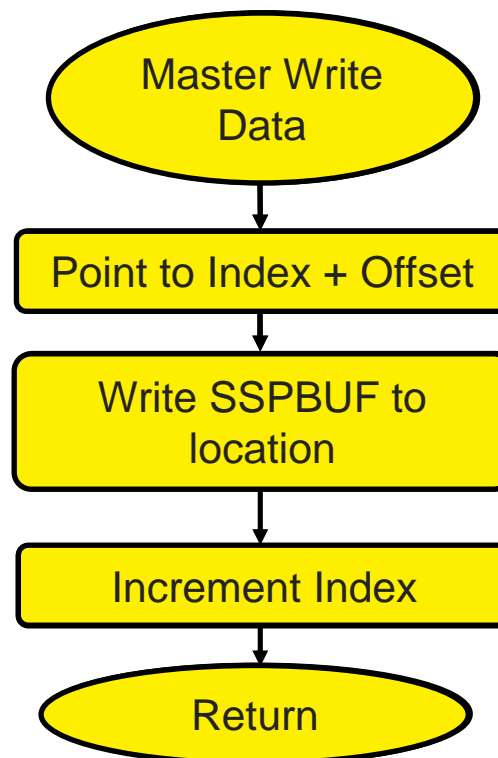 Master Write
Data
Point to Index + Offset
Write SSPBUF to
location
Increment Index
Return